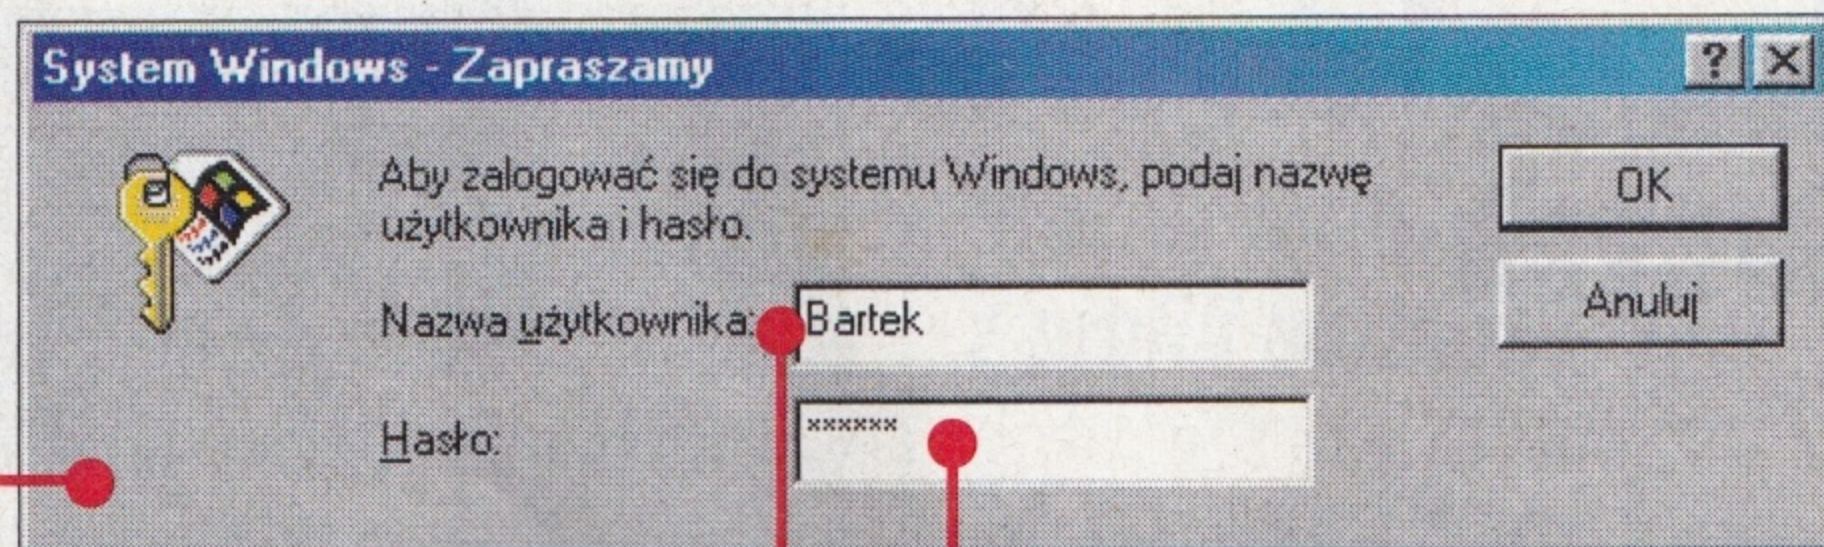 System Windows - Zapraszamy
Aby zalogować się do systemu Windows, podaj nazwę
użytkownika i hasło.
OK
Anuluj
Nazwa użytkownika: Bartek
Hasło: xxxxxx